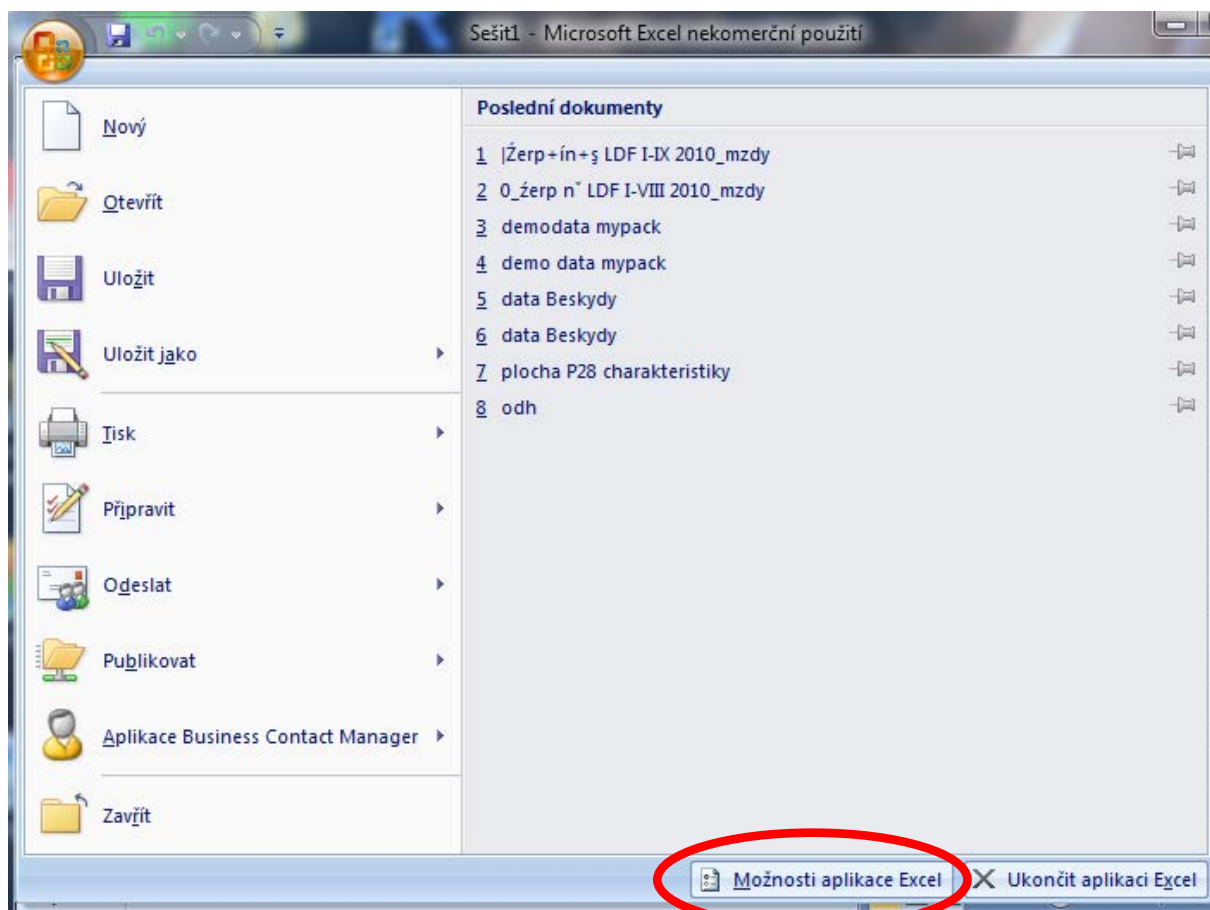 Sešit1 - Microsoft Excel nekomerční použití
Nový
Otevřít
Uložit
Uložit jako
Tisk
Připravit
Odeslat
Publikovat
Aplikace Business Contact Manager
Zavřít
Poslední dokumenty
1 |Źerp+ín+ş LDF I-IX 2010_mzdy
2 0_źerp nˇ LDF I-VIII 2010_mzdy
3 demodata mypack
4 demo data mypack
5 data Beskydy
6 data Beskydy
7 plocha P28 charakteristiky
8 odh
Možnosti aplikace Excel
Ukončit aplikaci Excel